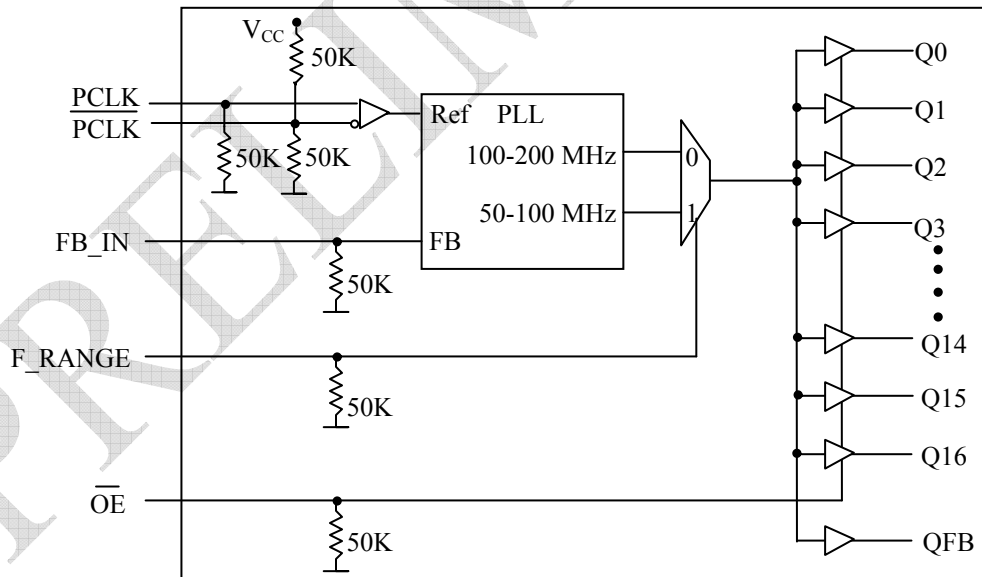 VCC
50K
PCLK
PCLK
50K
50K
Ref PLL
100-200 MHz
50-100 MHz
FB
0
1
FB_IN
50K
F_RANGE
50K
OE
50K
Q0
Q1
Q2
Q3
Q14
Q15
Q16
QFB
PRELIM